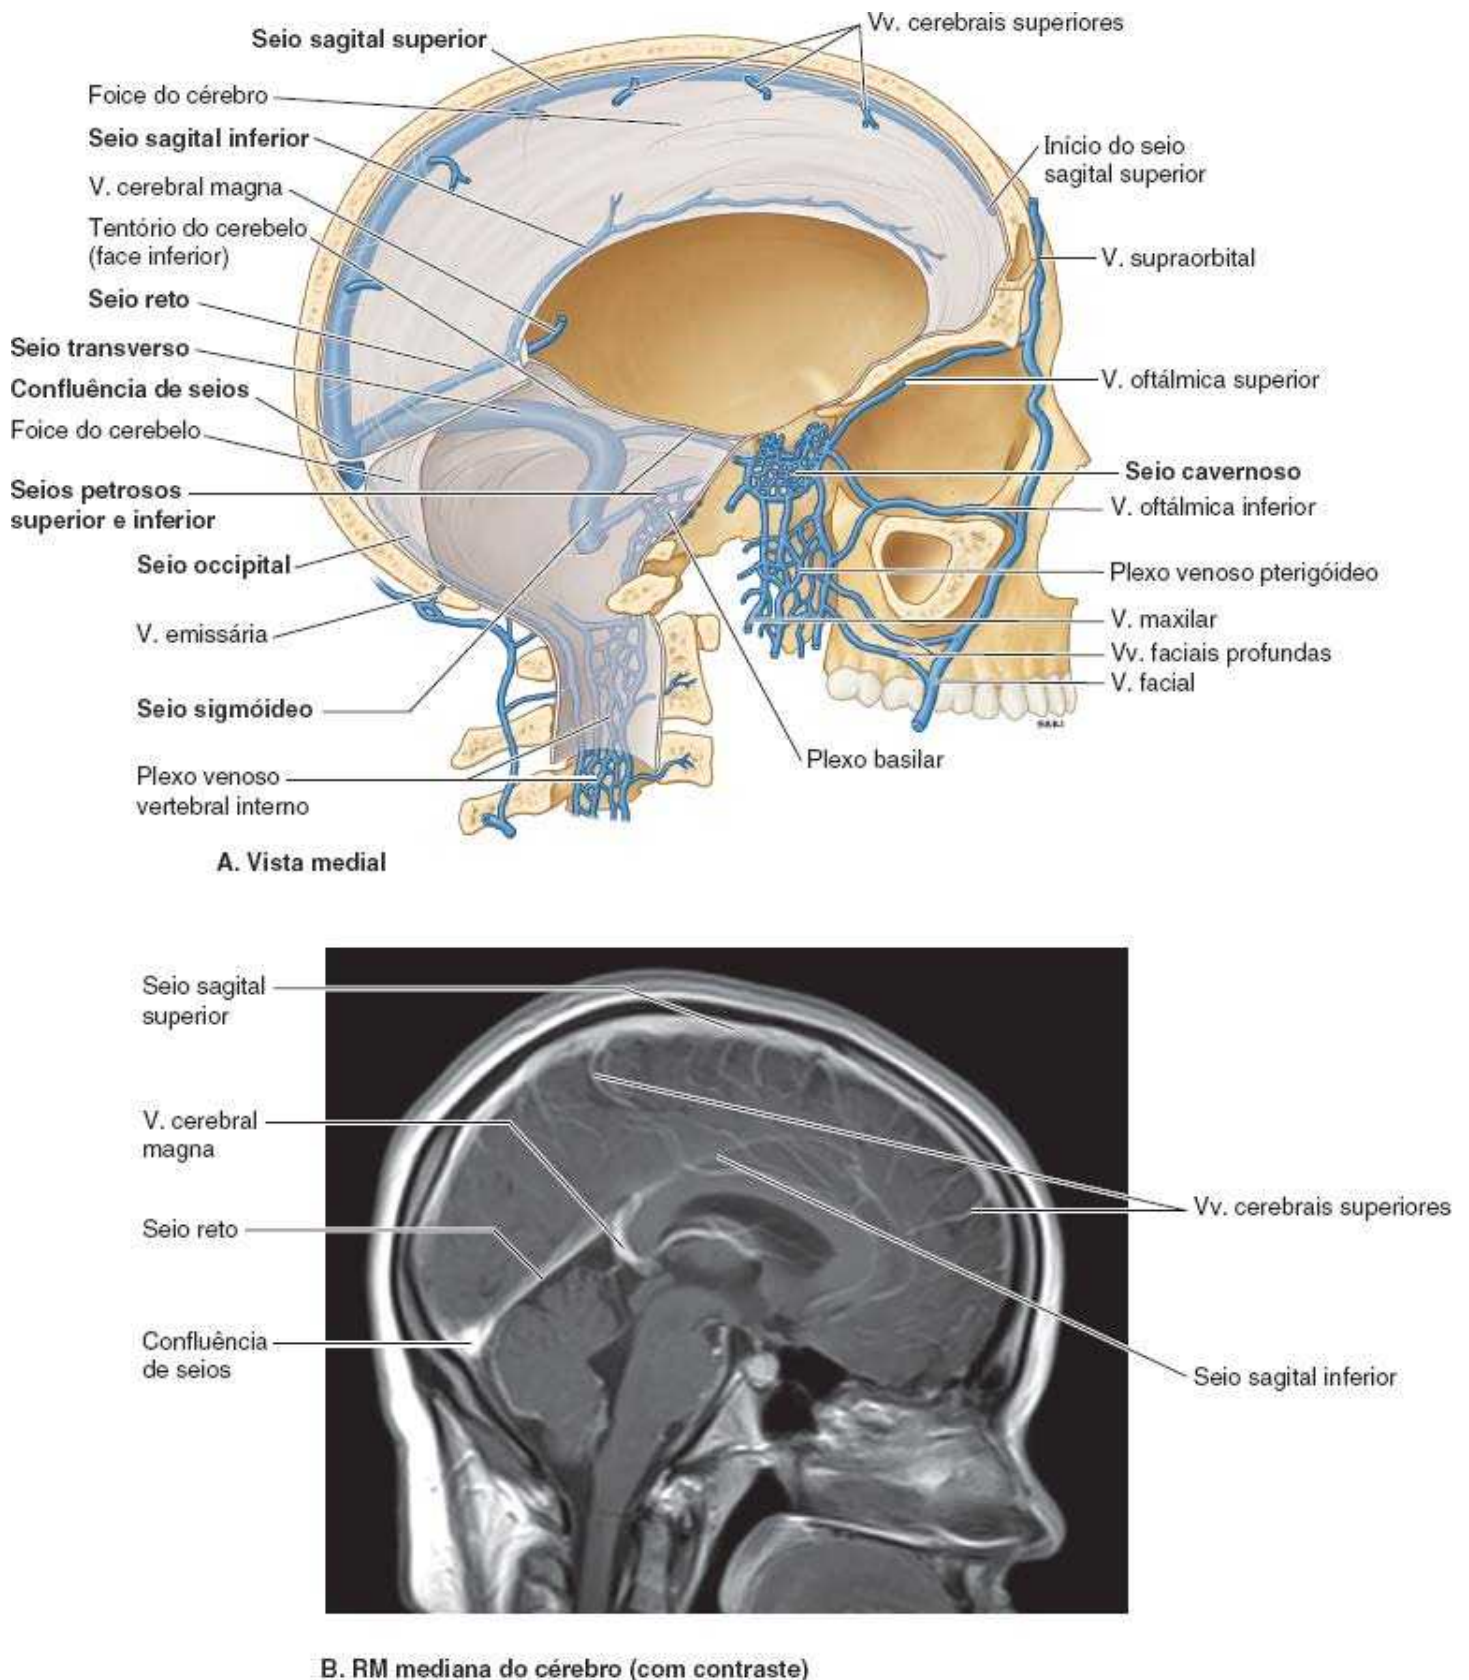 Vv. cerebrais superiores
Seio sagital superior
Foice do cérebro
Seio sagital inferior
Início do seio
sagital superior
V. cerebral magna
Tentório do cerebelo
(face inferior)
V. supraorbital
Seio reto
Seio transverso
V. oftálmica superior
Confluência de seios
Foice do cerebelo
Seio cavernoso
Seios petrosos
superior e inferior
V. oftálmica inferior
Seio occipital
Plexo venoso pterigóideo
V. emissária
V. maxilar
Vv. faciais profundas
V. facial
Seio sigmóideo
Plexo basilar
Plexo venoso
vertebral interno
A. Vista medial
Seio sagital
superior
V. cerebral
magna
Vv. cerebrais superiores
Seio reto
Confluência
de seios
Seio sagital inferior
B. RM mediana do cérebro (com contraste)